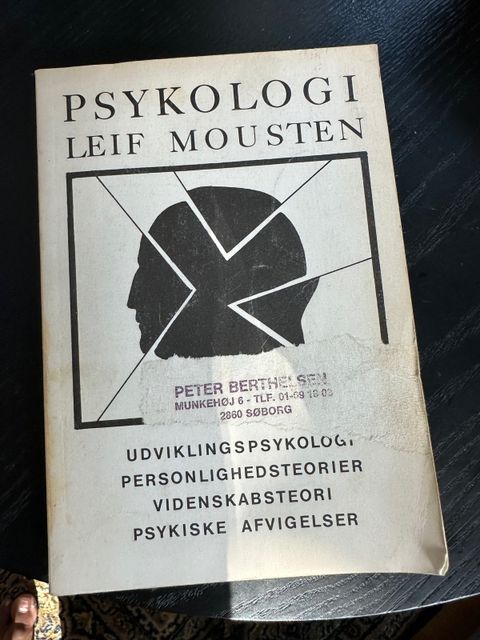 PSYKOLOGI
LEIF MOUSTEN
PETER BERTHELSEN
MUNKEHØJ 6 - TLF. 01-69 18 03
2860 SØBORG
UDVIKLINGSPSYKOLOGI
PERSONLIGHEDSTEORIER
VIDENSKABSTEORI
PSYKISKE AFVIGELSER